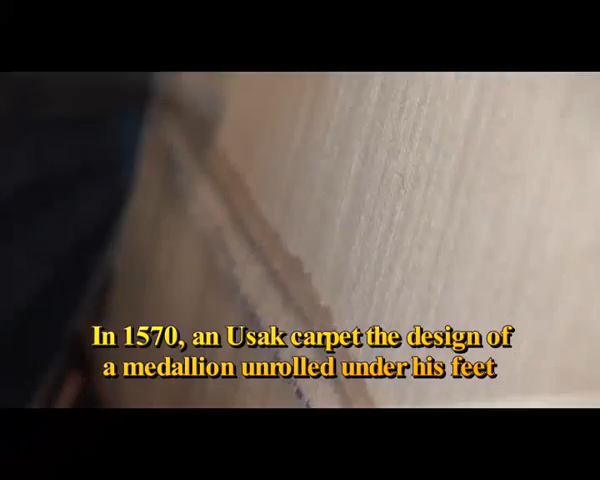 In 1570, an Usak carpet the design of
a medallion unrolled under his feet